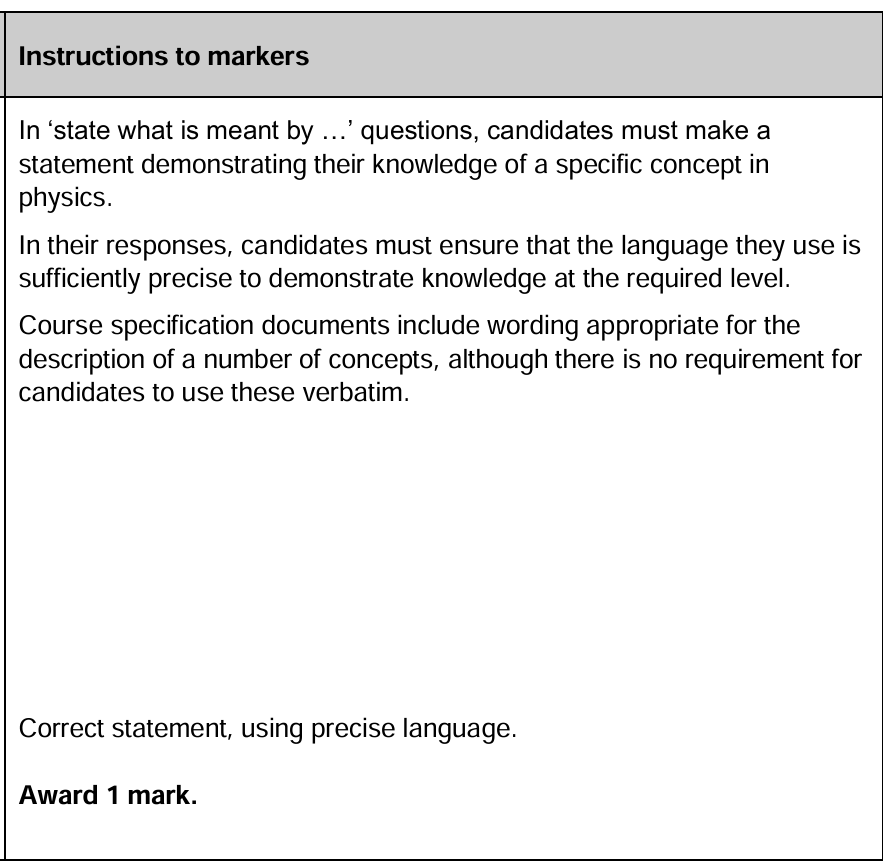 Instructions to markers
In ‘state what is meant by …’ questions, candidates must make a
statement demonstrating their knowledge of a specific concept in
physics.
In their responses, candidates must ensure that the language they use is
sufficiently precise to demonstrate knowledge at the required level.
Course specification documents include wording appropriate for the
description of a number of concepts, although there is no requirement for
candidates to use these verbatim.
Correct statement, using precise language.
Award 1 mark.